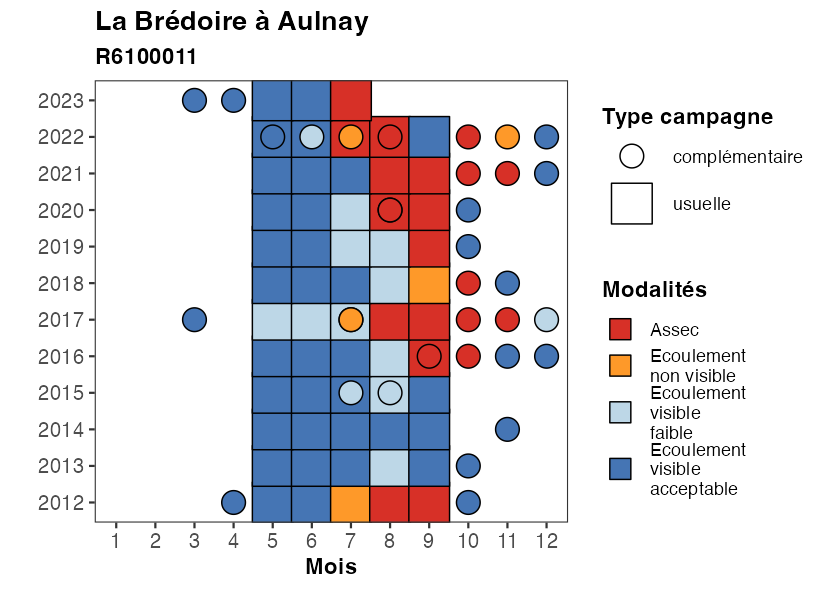 La Brédoire à Aulnay
R6100011
2023
2022
2021
2020
2019
2018
2017
2016
2015
2014
2013
2012
1 2 3 4 5 6 7 8 9 10 11 12
Mois
Type campagne
complémentaire
usuelle
Modalités
Assec
Ecoulement
non visible
Ecoulement
visible
faible
Ecoulement
visible
acceptable